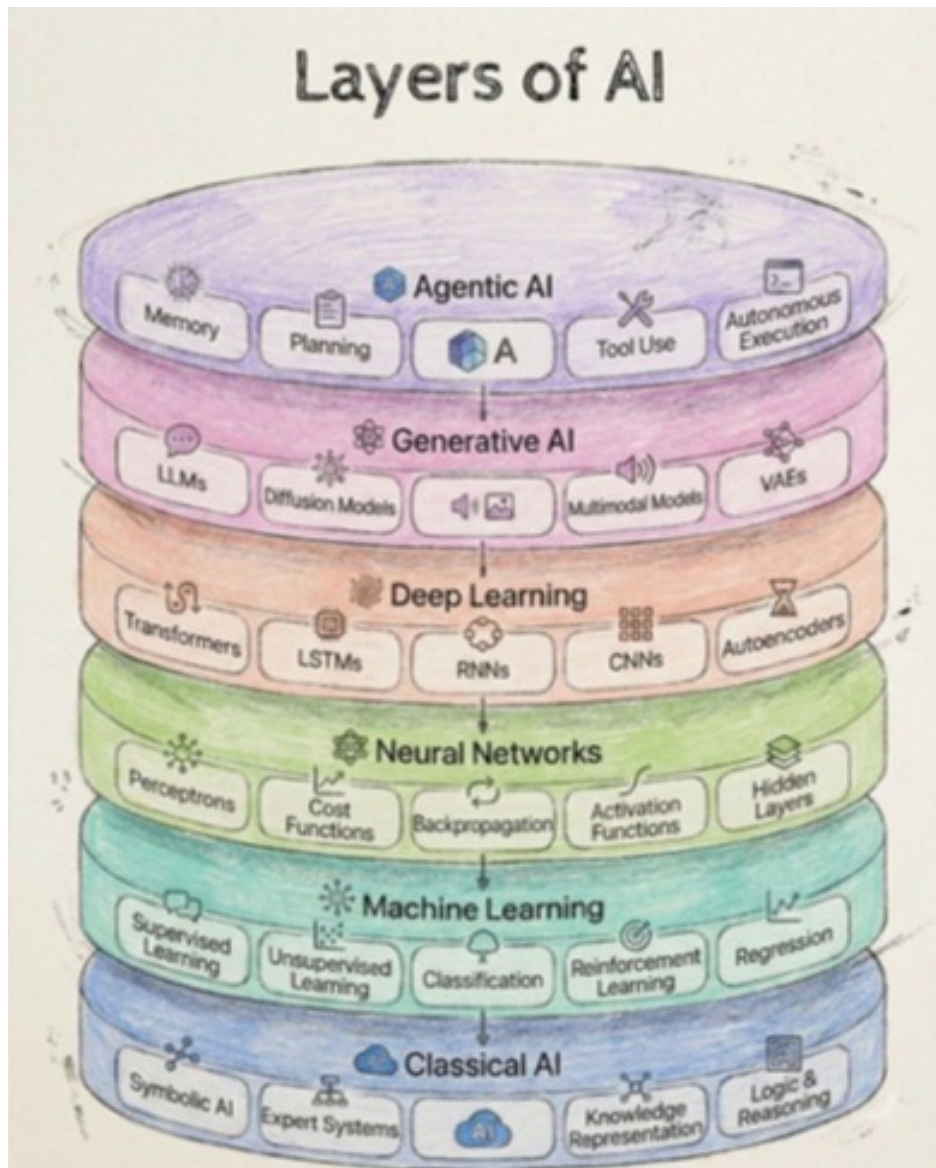 Layers of AI
Agentic AI
Memory
Planning
A
Tool Use
Autonomous
Execution
Generative AI
LLMs
Diffusion Models
Multimodal Models
VAEs
Deep Learning
Transformers
LSTMs
RNNs
CNNs
Autoencoders
Neural Networks
Perceptrons
Cost
Functions
Backpropagation
Activation
Functions
Hidden
Layers
Machine Learning
Supervised
Learning
Unsupervised
Learning
Classification
Reinforcement
Learning
Regression
Classical AI
Symbolic AI
Expert Systems
AI
Knowledge
Representation
Logic &
Reasoning